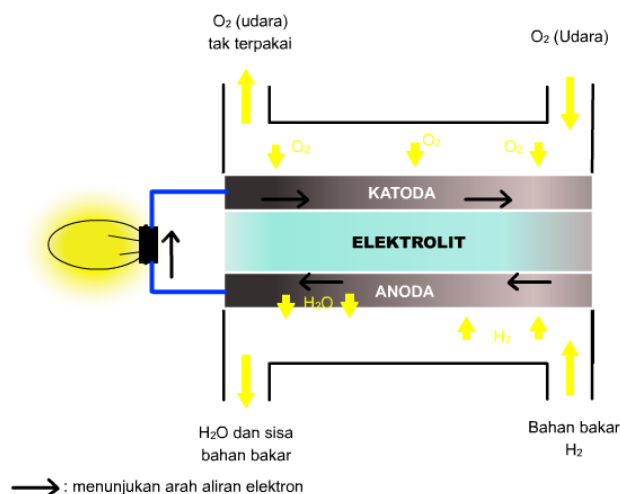 O₂ (udara)
tak terpakai
O₂ (Udara)
O₂
O₂
O₂
KATODA
ELEKTROLIT
ANODA
H₂O
H₂
H₂O dan sisa
bahan bakar
Bahan bakar
H₂
: menunjukan arah aliran elektron